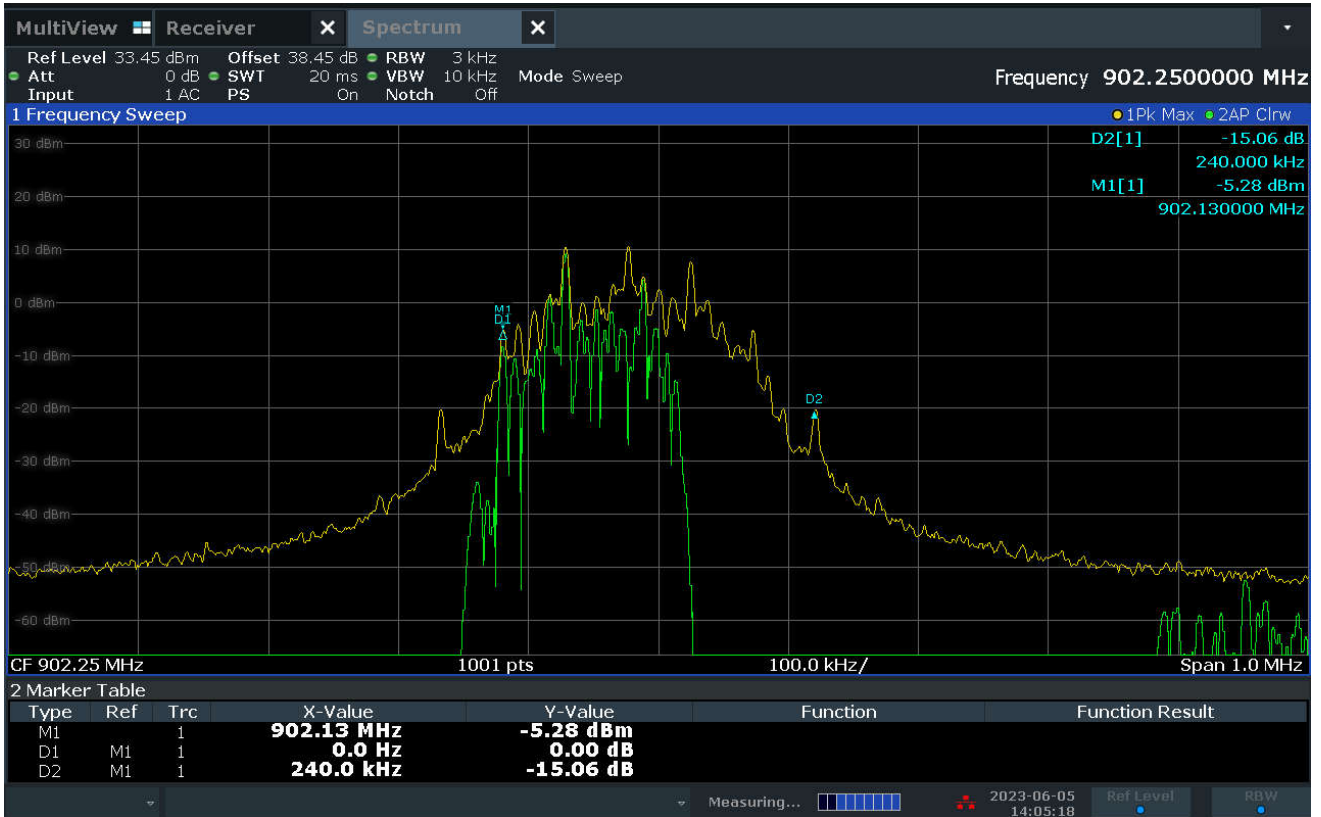 MultiView Receiver X Spectrum X
Ref Level 33.45 dBm Offset 38.45 dB RBW 3 kHz
Att 0 dB SWT 20 ms VBW 10 kHz Mode Sweep Frequency 902.2500000 MHz
Input 1 AC PS On Notch Off
1 Frequency Sweep 1Pk Max 2AP Clrw
30 dBm D2[1] -15.06 dB
240.000 kHz
M1[1] -5.28 dBm
20 dBm
902.130000 MHz
10 dBm
0 dBm
M1
D1
-10 dBm
D2
-20 dBm
-30 dBm
-40 dBm
-50 dBm
-60 dBm
CF 902.25 MHz 1001 pts 100.0 kHz/ Span 1.0 MHz
2 Marker Table
Type Ref Trc X-Value Y-Value Function Function Result
M1 1 902.13 MHz -5.28 dBm
D1 M1 1 0.0 Hz 0.00 dB
D2 M1 1 240.0 kHz -15.06 dB
Measuring... 2023-06-05 Ref Level RBW
14:05:18